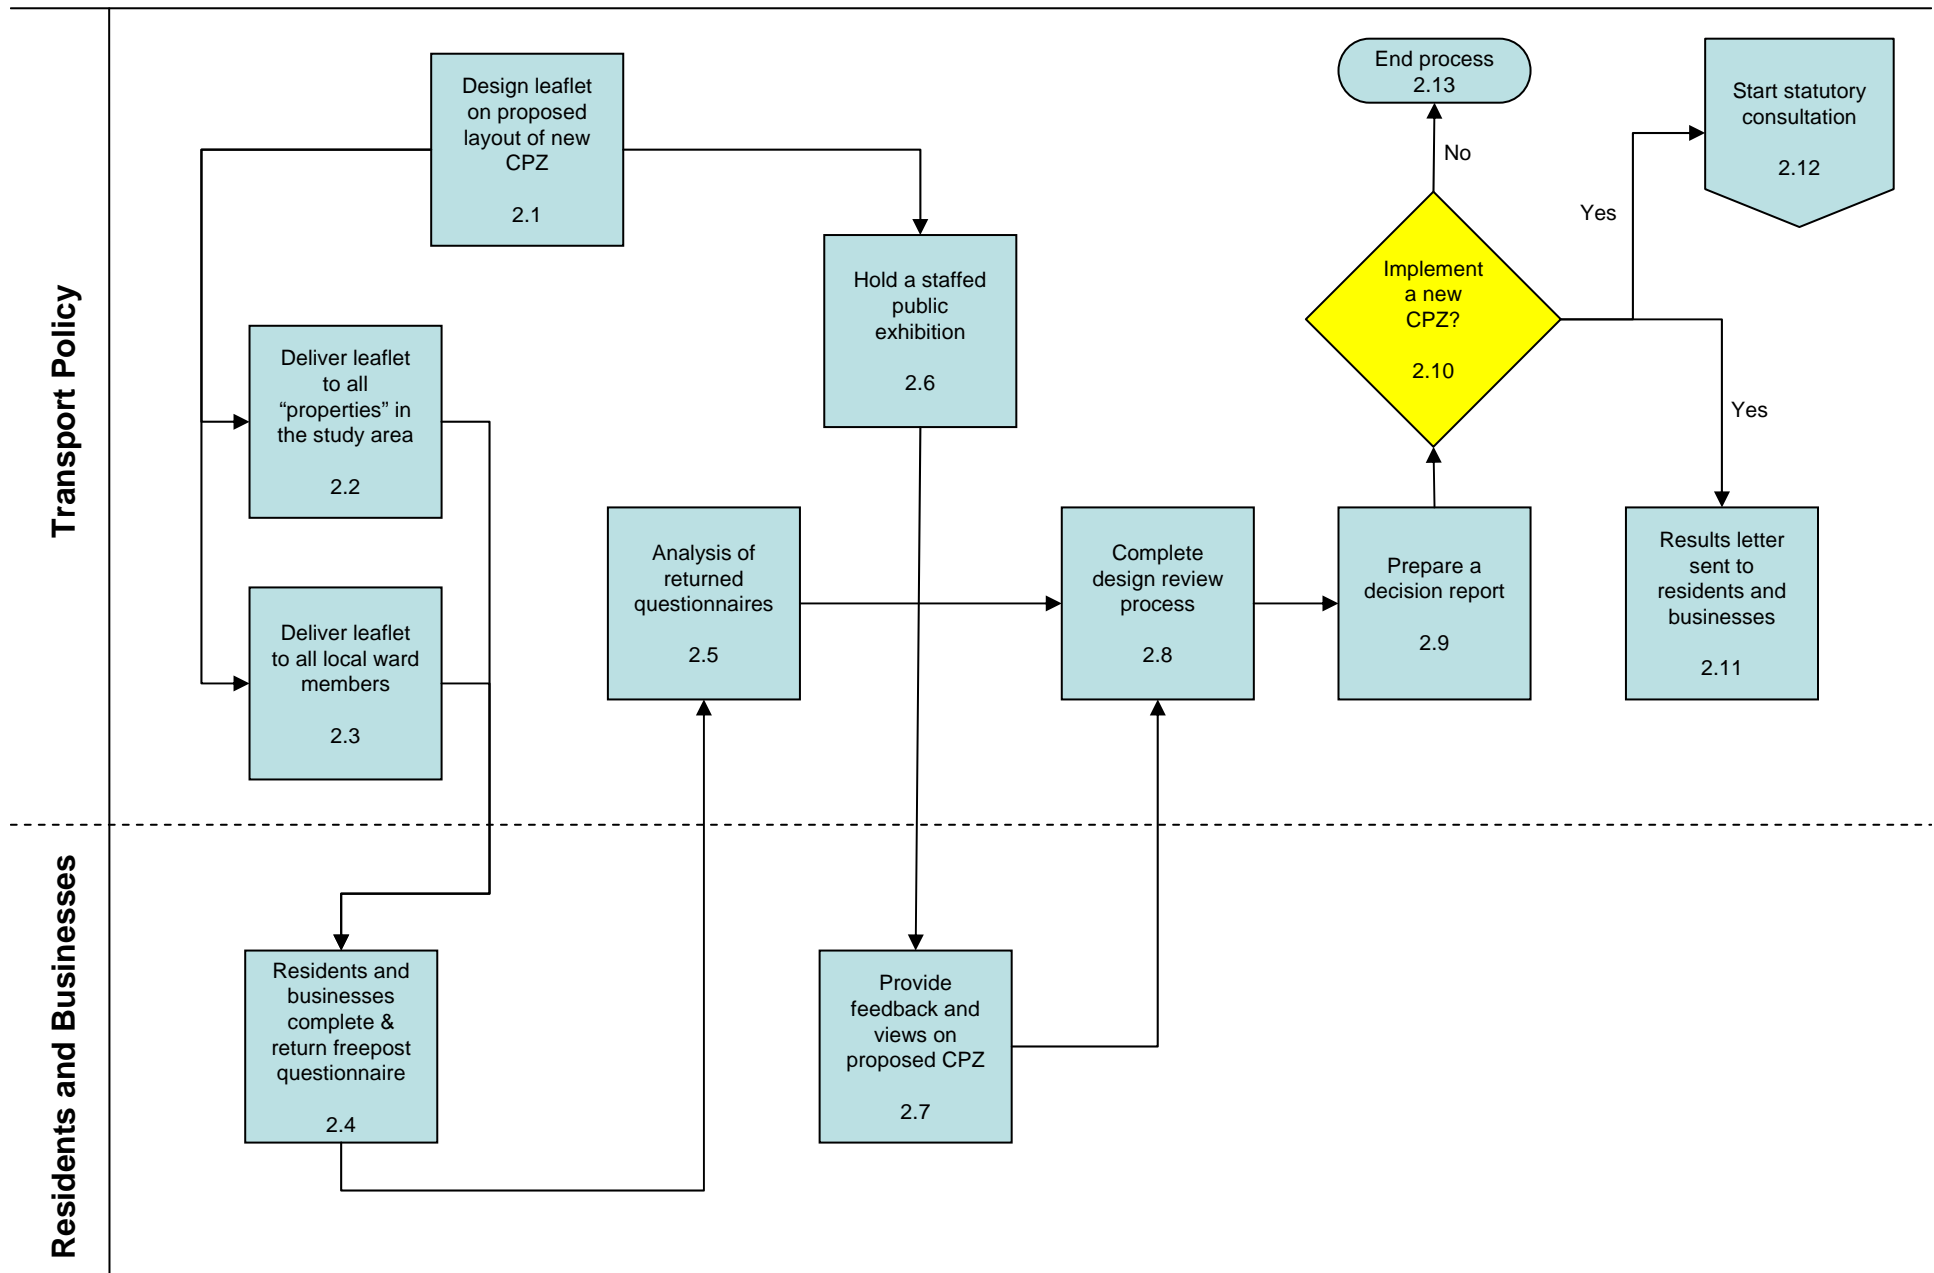 Transport Policy
Residents and Businesses
Design leaflet
on proposed
layout of new
CPZ
2.1
Deliver leaflet
to all
“properties” in
the study area
2.2
Deliver leaflet
to all local ward
members
2.3
Residents and
businesses
complete &
return freepost
questionnaire
2.4
Analysis of
returned
questionnaires
2.5
Hold a staffed
public
exhibition
2.6
Provide
feedback and
views on
proposed CPZ
2.7
Complete
design review
process
2.8
Prepare a
decision report
2.9
Implement
a new
CPZ?
2.10
No
End process
2.13
Yes
Start statutory
consultation
2.12
Yes
Results letter
sent to
residents and
businesses
2.11